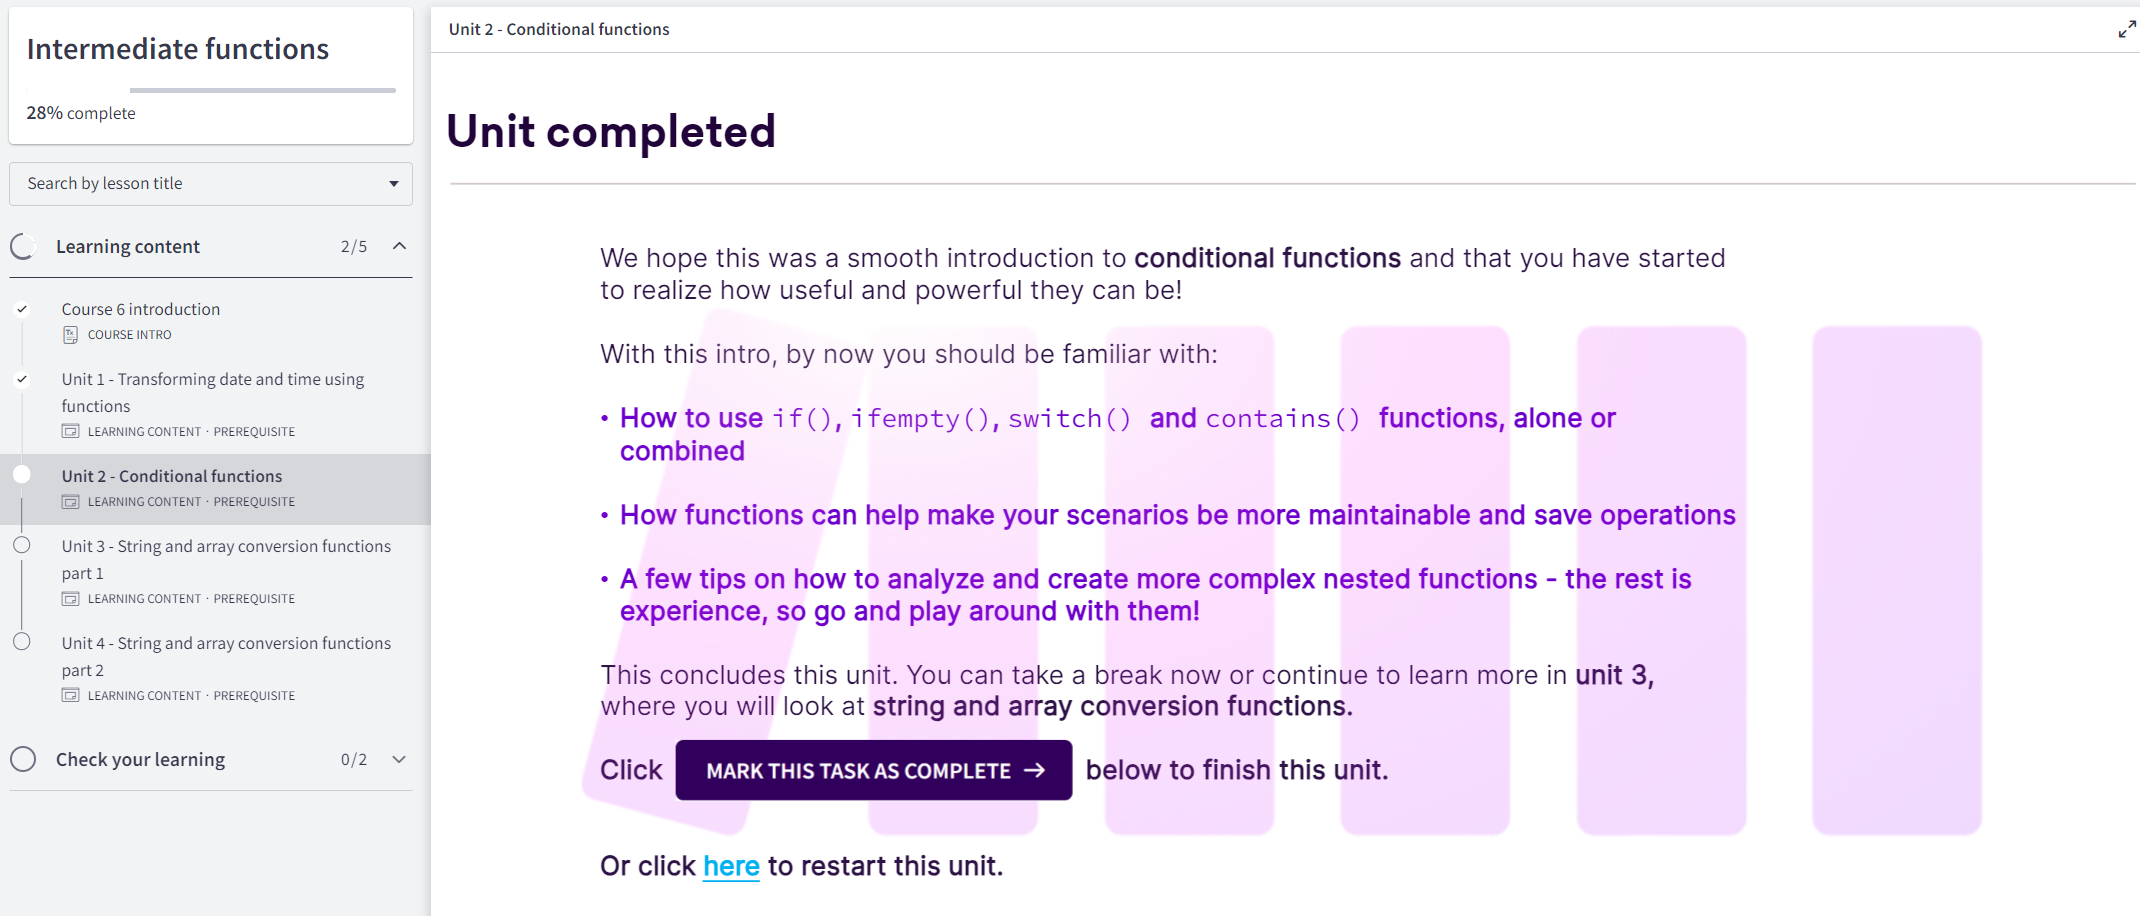 Intermediate functions
28% complete
Search by lesson title
Learning content 2/5
Course 6 introduction
COURSE INTRO
Unit 1 - Transforming date and time using
functions
LEARNING CONTENT · PREREQUISITE
Unit 2 - Conditional functions
LEARNING CONTENT · PREREQUISITE
Unit 3 - String and array conversion functions
part 1
LEARNING CONTENT · PREREQUISITE
Unit 4 - String and array conversion functions
part 2
LEARNING CONTENT · PREREQUISITE
Check your learning 0/2
Unit 2 - Conditional functions
Unit completed
We hope this was a smooth introduction to conditional functions and that you have started
to realize how useful and powerful they can be!
With this intro, by now you should be familiar with:
• How to use if(), ifempty(), switch() and contains() functions, alone or
combined
• How functions can help make your scenarios be more maintainable and save operations
• A few tips on how to analyze and create more complex nested functions - the rest is
experience, so go and play around with them!
This concludes this unit. You can take a break now or continue to learn more in unit 3,
where you will look at string and array conversion functions.
Click MARK THIS TASK AS COMPLETE → below to finish this unit.
Or click here to restart this unit.